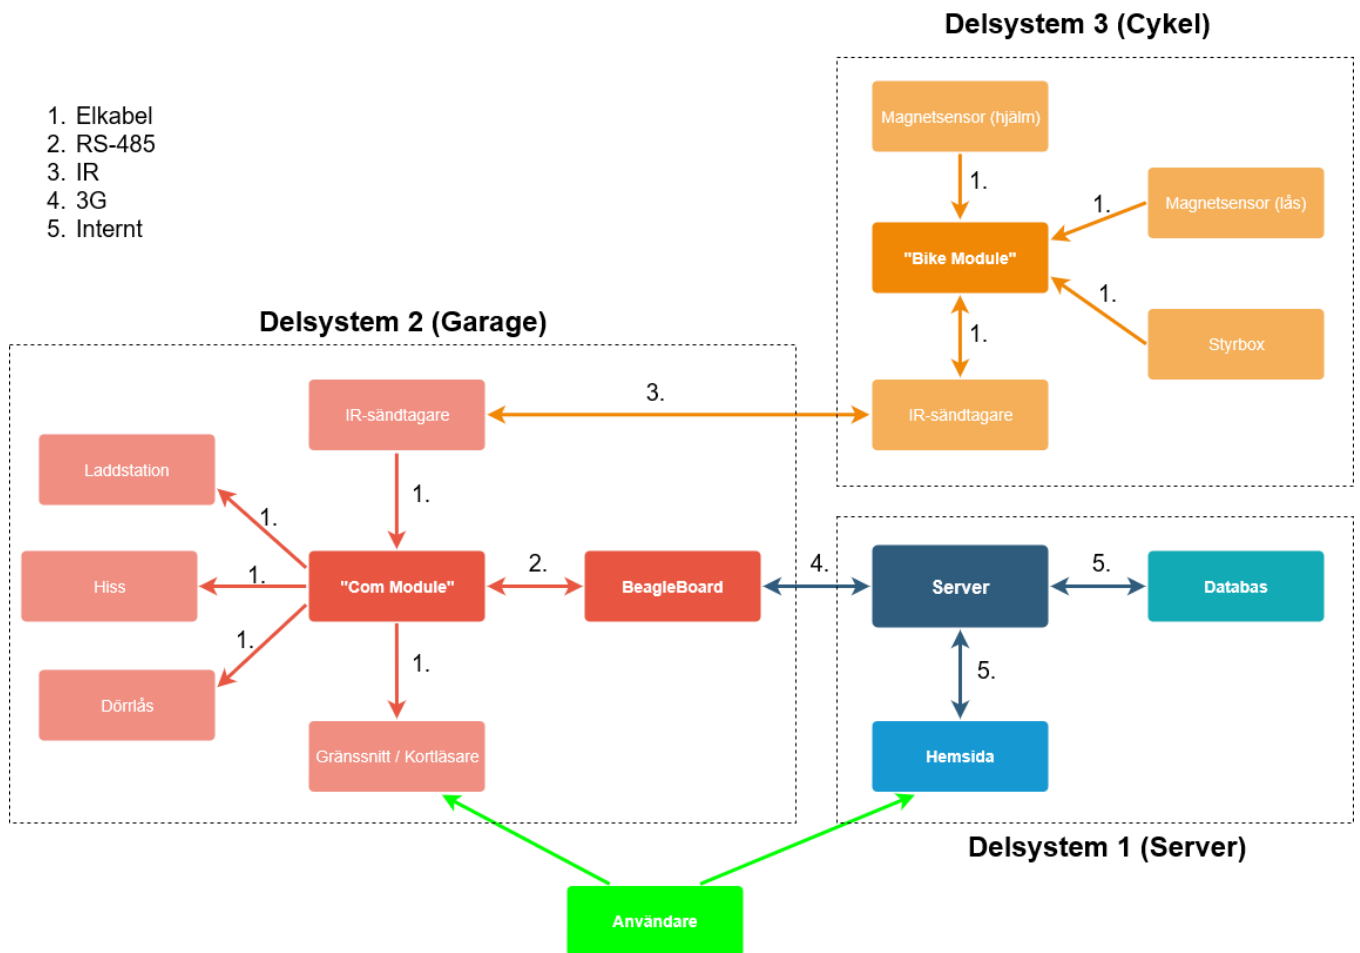 Delsystem 3 (Cykel)
1. Elkabel
2. RS-485
3. IR
4. 3G
5. Internt
Magnetsensor (hjälm)
1.
Magnetsensor (lås)
1.
"Bike Module"
1.
Styrbox
1.
IR-sändtagare
Delsystem 2 (Garage)
IR-sändtagare
3.
Laddstation
1.
1.
Hiss
1.
"Com Module"
2.
BeagleBoard
4.
Server
5.
Databas
1.
Dörrlås
1.
Gränssnitt / Kortläsare
5.
Hemsida
Delsystem 1 (Server)
Användare